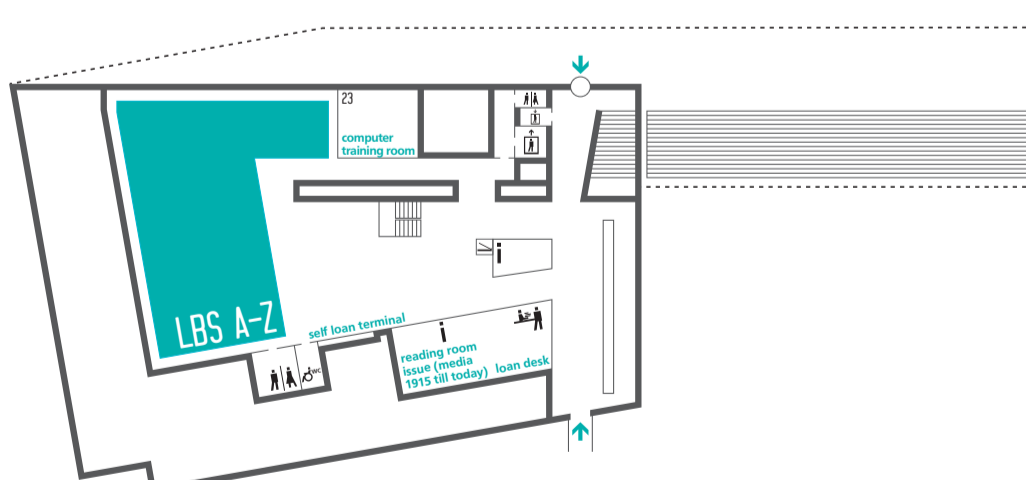 23
computer
training room
i
LBS A-Z
self loan terminal
i
reading room
issue (media
1915 till today)
loan desk
WC